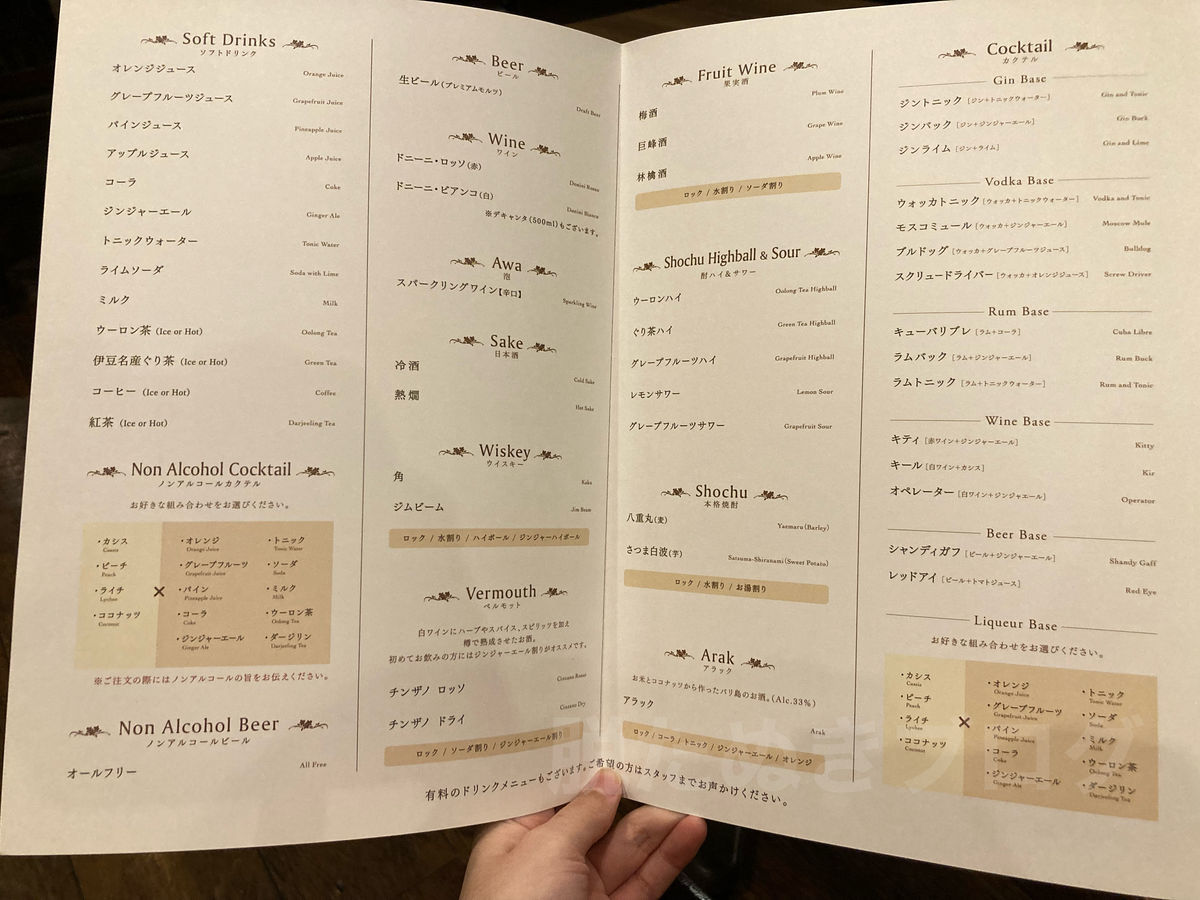 Soft Drinks
ソフトドリンク
オレンジジュース Orange Juice
グレープフルーツジュース Grapefruit Juice
パインジュース Pineapple Juice
アップルジュース Apple Juice
コーラ Coke
ジンジャーエール Ginger Ale
トニックウォーター Tonic Water
ライムソーダ Soda with Lime
ミルク Milk
ウーロン茶 (Ice or Hot) Oolong Tea
伊豆名産ぐり茶 (Ice or Hot) Green Tea
コーヒー (Ice or Hot) Coffee
紅茶 (Ice or Hot) Darjeeling Tea
Non Alcohol Cocktail
ノンアルコールカクテル
お好きな組み合わせをお選びください。
・カシス ・オレンジ ・トニック
Cassis Orange Juice Tonic Water
・ピーチ ・グレープフルーツ ・ソーダ
Peach Grapefruit Juice Soda
・ライチ × ・パイン ・ミルク
Lychee Pineapple Juice Milk
・ココナッツ ・コーラ ・ウーロン茶
Coconut Coke Oolong Tea
・ジンジャーエール ・ダージリン
Ginger Ale Darjeeling Tea
※ご注文の際にはノンアルコールの旨をお伝えください。
Non Alcohol Beer
ノンアルコールビール
オールフリー All Free
Beer
ビール
生ビール(プレミアムモルツ) Draft Beer
Wine
ワイン
ドニーニ・ロッソ(赤) Donini Rosso
ドニーニ・ビアンコ(白) Donini Bianco
※デキャンタ(500ml)もございます。
Awa
泡
スパークリングワイン【辛口】 Sparkling Wine
Sake
日本酒
冷酒 Cold Sake
熱燗 Hot Sake
Wiskey
ウイスキー
角 Kaku
ジムビーム Jim Beam
ロック / 水割り / ハイボール / ジンジャーハイボール
Vermouth
ベルモット
白ワインにハーブやスパイス、スピリッツを加え
樽で熟成させたお酒。
初めてお飲みの方にはジンジャーエール割りがオススメです。
チンザノ ロッソ Cinzano Rosso
チンザノ ドライ Cinzano Dry
ロック / ソーダ割り / ジンジャーエール割り
Fruit Wine
果実酒
梅酒 Plum Wine
巨峰酒 Grape Wine
林檎酒 Apple Wine
ロック / 水割り / ソーダ割り
Shochu Highball & Sour
酎ハイ&サワー
ウーロンハイ Oolong Tea Highball
ぐり茶ハイ Green Tea Highball
グレープフルーツハイ Grapefruit Highball
レモンサワー Lemon Sour
グレープフルーツサワー Grapefruit Sour
Shochu
本格焼酎
八重丸(麦) Yaemaru (Barley)
さつま白波(芋) Satsuma-Shiranami (Sweet Potato)
ロック / 水割り / お湯割り
Arak
アラック
お米とココナッツから作ったバリ島のお酒。(Alc.33%)
アラック Arak
ロック / コーラ / トニック / ジンジャーエール / オレンジ
Cocktail
カクテル
Gin Base
ジントニック [ジン+トニックウォーター] Gin and Tonic
ジンバック [ジン+ジンジャーエール] Gin Buck
ジンライム [ジン+ライム] Gin and Lime
Vodka Base
ウォッカトニック [ウォッカ+トニックウォーター] Vodka and Tonic
モスコミュール [ウォッカ+ジンジャーエール] Moscow Mule
ブルドッグ [ウォッカ+グレープフルーツジュース] Bulldog
スクリュードライバー [ウォッカ+オレンジジュース] Screw Driver
Rum Base
キューバリブレ [ラム+コーラ] Cuba Libre
ラムバック [ラム+ジンジャーエール] Rum Buck
ラムトニック [ラム+トニックウォーター] Rum and Tonic
Wine Base
キティ [赤ワイン+ジンジャーエール] Kitty
キール [白ワイン+カシス] Kir
オペレーター [白ワイン+ジンジャーエール] Operator
Beer Base
シャンディガフ [ビール+ジンジャーエール] Shandy Gaff
レッドアイ [ビール+トマトジュース] Red Eye
Liqueur Base
お好きな組み合わせをお選びください。
・カシス ・オレンジ ・トニック
Cassis Orange Juice Tonic Water
・ピーチ ・グレープフルーツ ・ソーダ
Peach Grapefruit Juice Soda
・ライチ × ・パイン ・ミルク
Lychee Pineapple Juice Milk
・ココナッツ ・コーラ ・ウーロン茶
Coconut Coke Oolong Tea
・ジンジャーエール ・ダージリン
Ginger Ale Darjeeling Tea
有料のドリンクメニューもございます。ご希望の方はスタッフまでお声かけください。
ぬきブログ